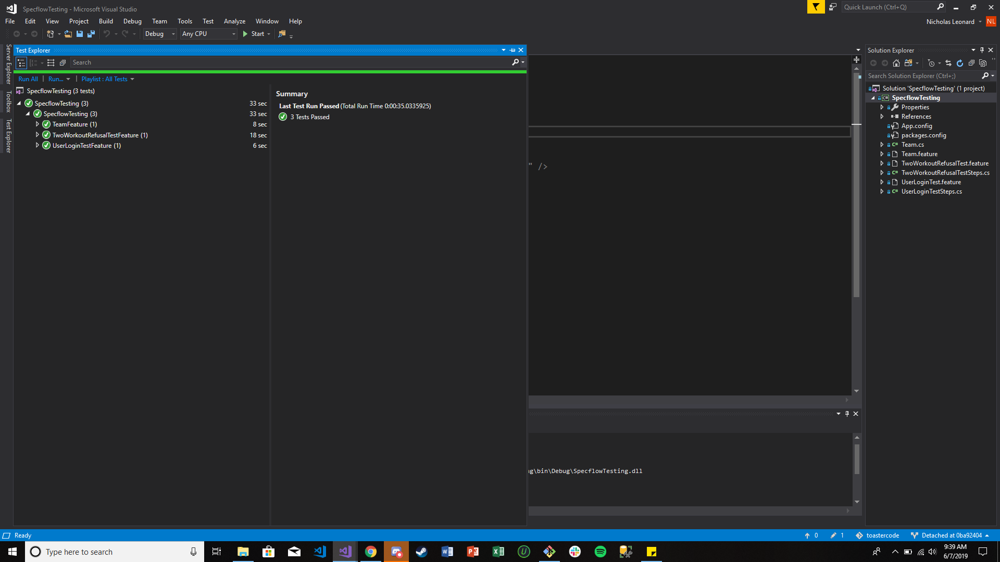 SpecflowTesting - Microsoft Visual Studio
Quick Launch (Ctrl+Q)
File Edit View Project Build Debug Team Tools Test Analyze Window Help
Nicholas Leonard NL
Debug Any CPU Start
Server Explorer
Toolbox
Test Explorer
Test Explorer
Search
Run All | Run... | Playlist : All Tests
SpecflowTesting (3 tests)
SpecflowTesting (3) 33 sec
SpecflowTesting (3) 33 sec
TeamFeature (1) 8 sec
TwoWorkoutRefusalTestFeature (1) 18 sec
UserLoginTestFeature (1) 6 sec
Summary
Last Test Run Passed (Total Run Time 0:00:35.0335925)
3 Tests Passed
" />
g\bin\Debug\SpecflowTesting.dll
Solution Explorer
Search Solution Explorer (Ctrl+;)
Solution 'SpecflowTesting' (1 project)
C# SpecflowTesting
Properties
References
App.config
packages.config
C# Team.cs
Team.feature
TwoWorkoutRefusalTest.feature
C# TwoWorkoutRefusalTestSteps.cs
UserLoginTest.feature
C# UserLoginTestSteps.cs
Ready
0 1 toastercode Detached at 0ba92404
Type here to search
9:39 AM
6/7/2019